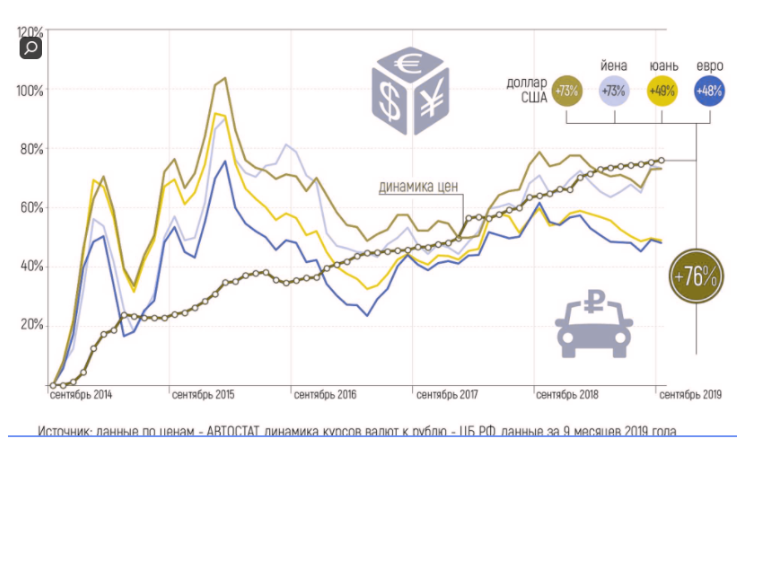 120%
100%
80%
60%
40%
20%
доллар
США
йена
юань
евро
+73%
+73%
+49%
+48%
€
$
¥
динамика цен
+76%
₽
сентябрь 2014
сентябрь 2015
сентябрь 2016
сентябрь 2017
сентябрь 2018
сентябрь 2019
Источник: данные по ценам - АВТОСТАТ динамика курсов валют к рублю - ЦБ РФ данные за 9 месяцев 2019 года